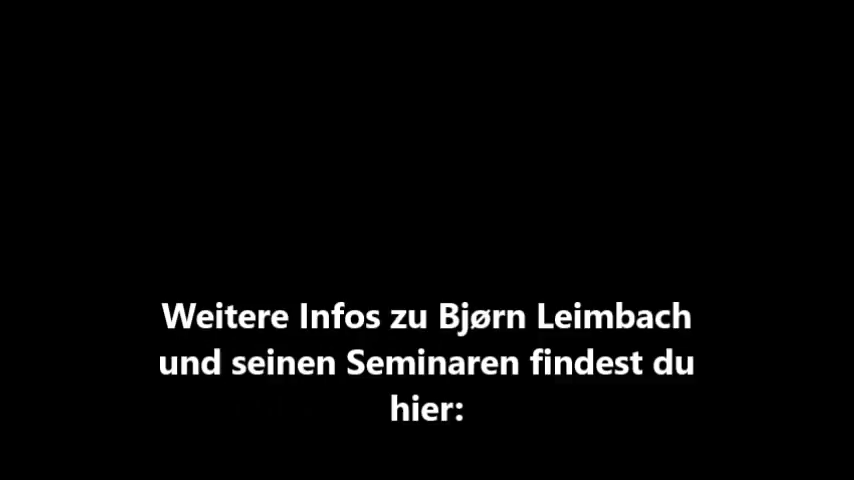 Weitere Infos zu Bjørn Leimbach
und seinen Seminaren findest du
hier: